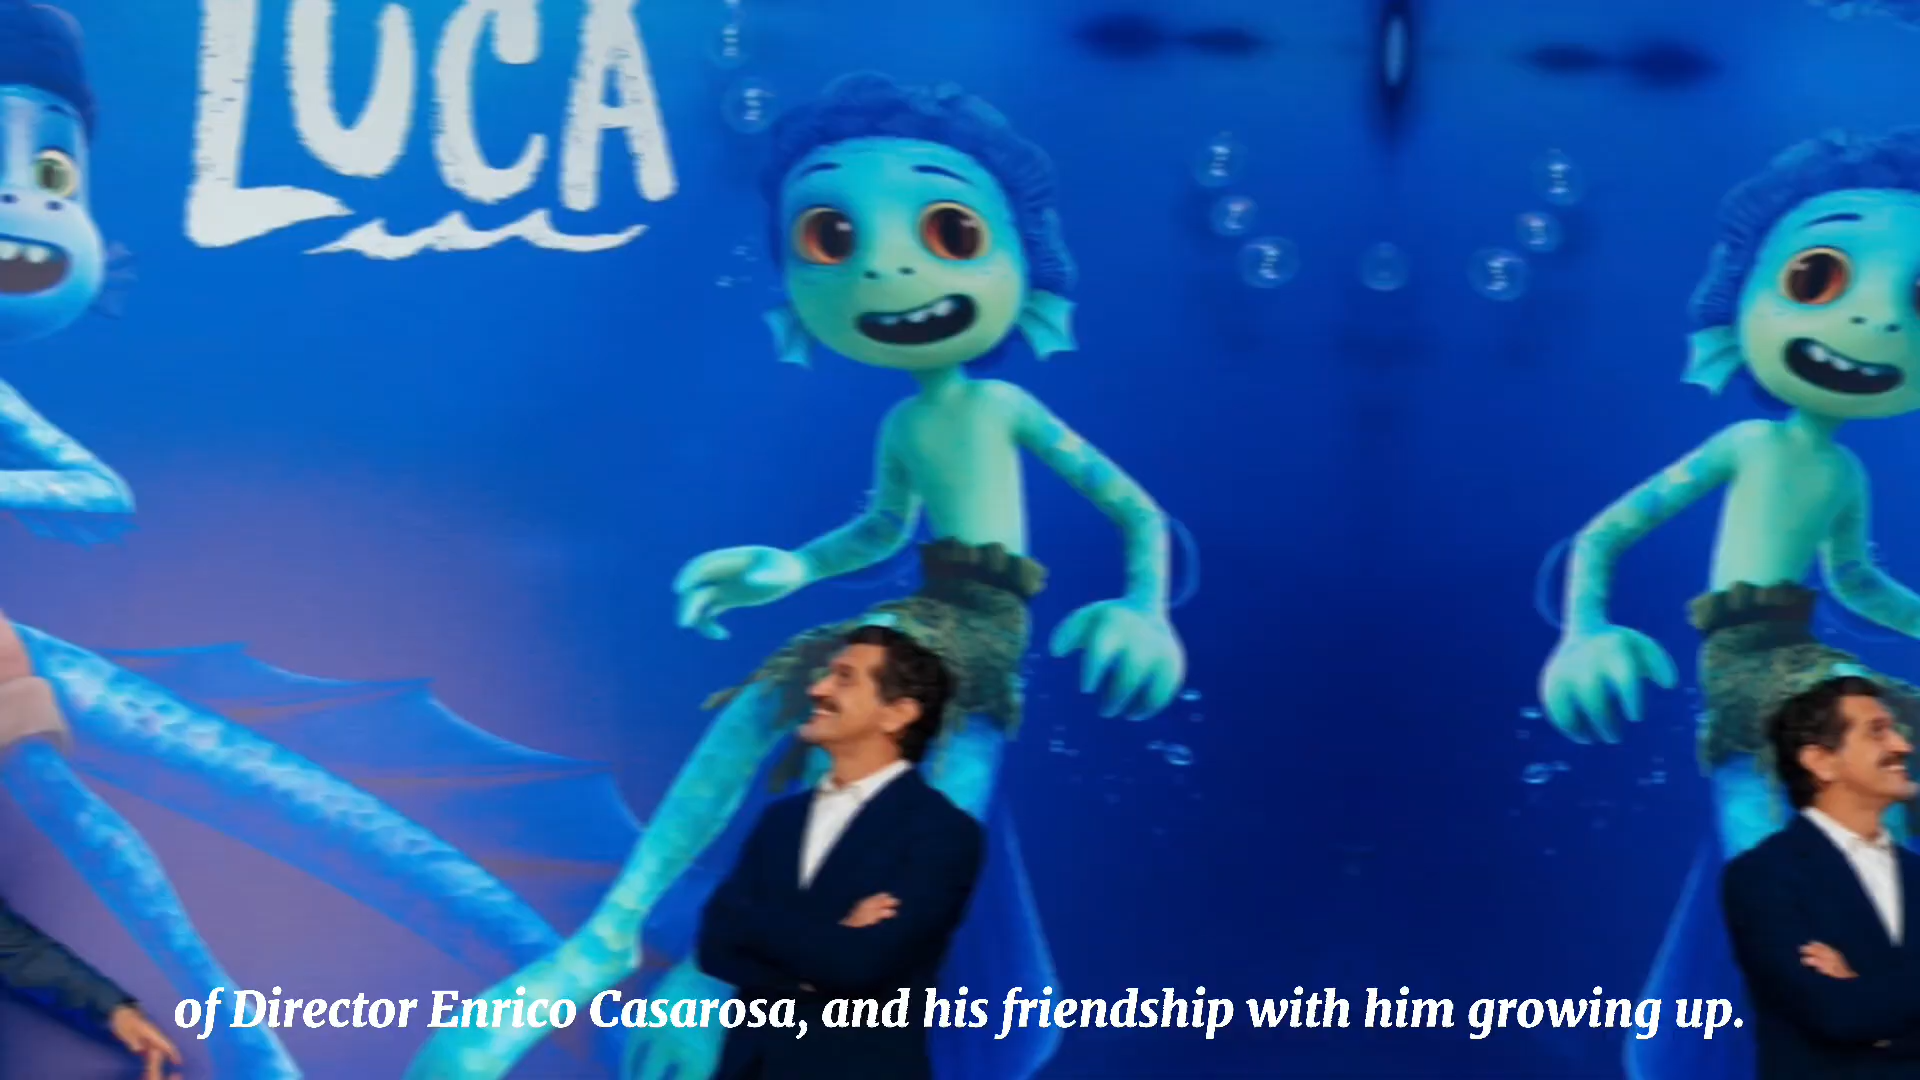 LUCA
of Director Enrico Casarosa, and his friendship with him growing up.